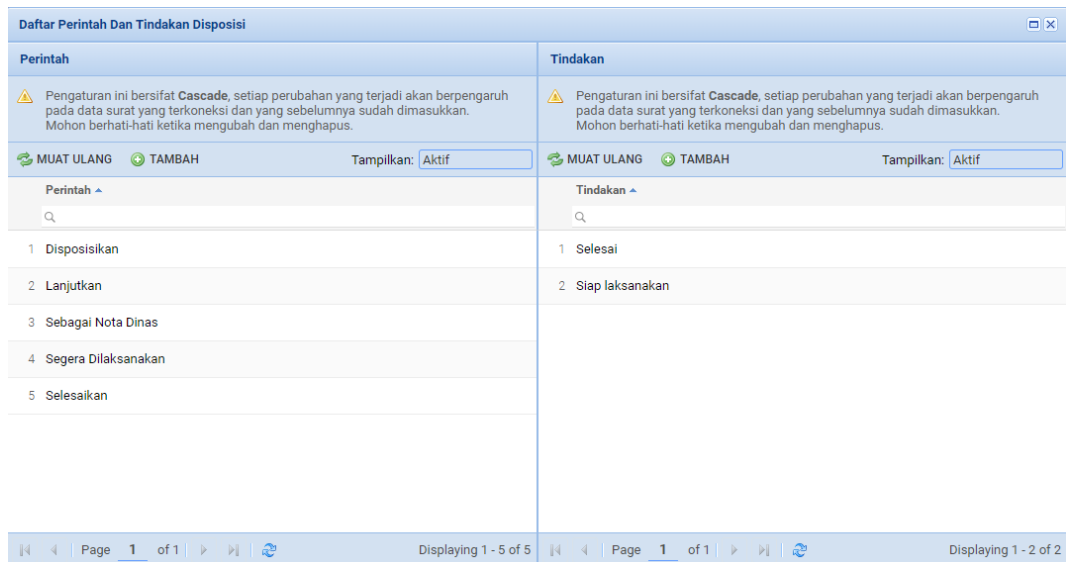 Daftar Perintah Dan Tindakan Disposisi
Perintah
Pengaturan ini bersifat Cascade, setiap perubahan yang terjadi akan berpengaruh
pada data surat yang terkoneksi dan yang sebelumnya sudah dimasukkan.
Mohon berhati-hati ketika mengubah dan menghapus.
MUAT ULANG TAMBAH Tampilkan: Aktif
Perintah
1 Disposisikan
2 Lanjutkan
3 Sebagai Nota Dinas
4 Segera Dilaksanakan
5 Selesaikan
Page 1 of 1 Displaying 1 - 5 of 5
Tindakan
Pengaturan ini bersifat Cascade, setiap perubahan yang terjadi akan berpengaruh
pada data surat yang terkoneksi dan yang sebelumnya sudah dimasukkan.
Mohon berhati-hati ketika mengubah dan menghapus.
MUAT ULANG TAMBAH Tampilkan: Aktif
Tindakan
1 Selesai
2 Siap laksanakan
Page 1 of 1 Displaying 1 - 2 of 2